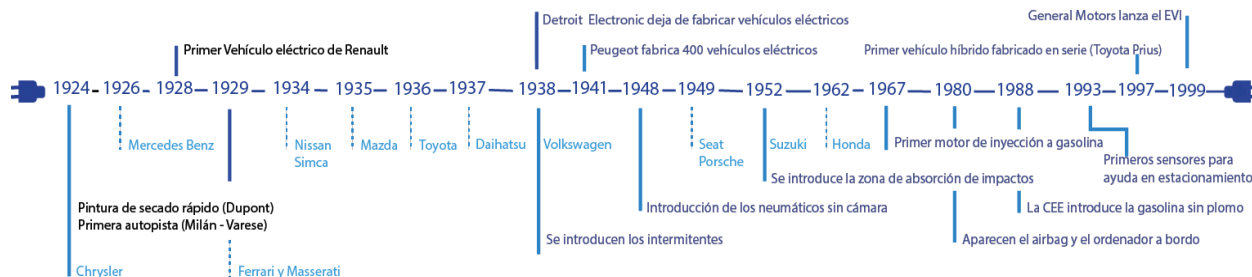 Detroit Electronic deja de fabricar vehículos eléctricos
General Motors lanza el EVI
Primer Vehículo eléctrico de Renault
Peugeot fabrica 400 vehículos eléctricos
Primer vehículo híbrido fabricado en serie (Toyota Prius)
1924 1926 1928 1929 1934 1935 1936 1937 1938 1941 1948 1949 1952 1962 1967 1980 1988 1993 1997 1999
Mercedes Benz
Nissan
Simca
Mazda
Toyota
Daihatsu
Volkswagen
Seat
Porsche
Suzuki
Honda
Primer motor de inyección a gasolina
Primeros sensores para
ayuda en estacionamiento
Se introduce la zona de absorción de impactos
Pintura de secado rápido (Dupont)
Primera autopista (Milán - Varese)
Introducción de los neumáticos sin cámara
La CEE introduce la gasolina sin plomo
Se introducen los intermitentes
Aparecen el airbag y el ordenador a bordo
Chrysler
Ferrari y Masserati